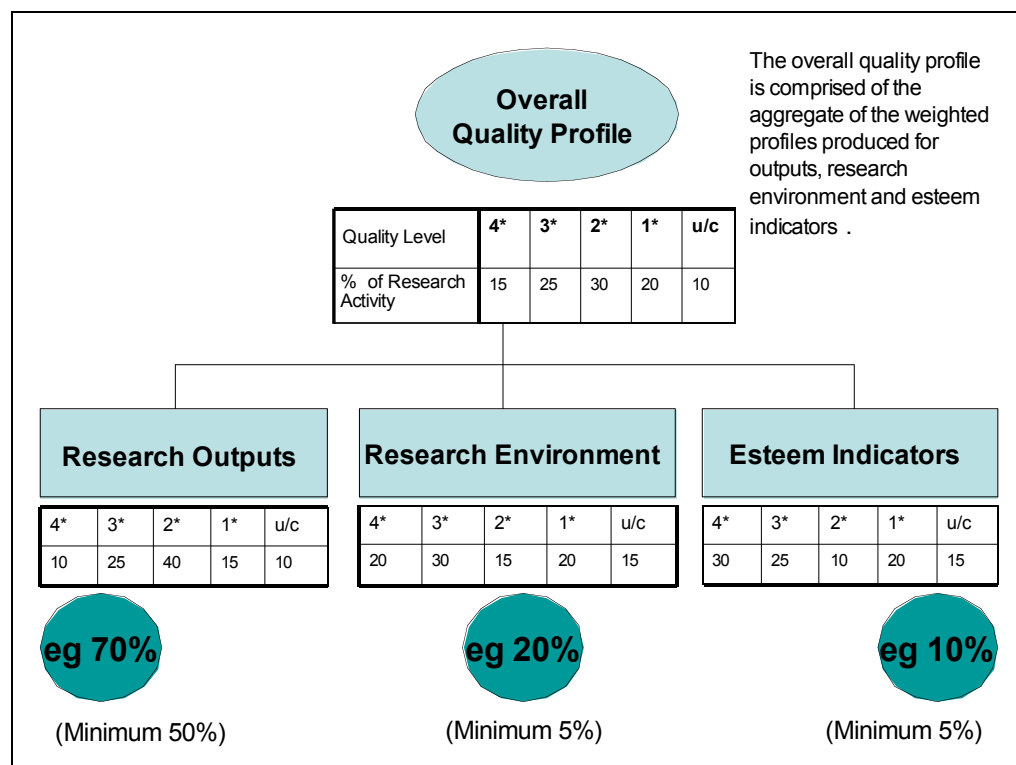 Overall
Quality Profile
The overall quality profile
is comprised of the
aggregate of the weighted
profiles produced for
outputs, research
environment and esteem
indicators .
Quality Level 4* 3* 2* 1* u/c
% of Research
Activity 15 25 30 20 10
Research Outputs
4* 3* 2* 1* u/c
10 25 40 15 10
eg 70%
(Minimum 50%)
Research Environment
4* 3* 2* 1* u/c
20 30 15 20 15
eg 20%
(Minimum 5%)
Esteem Indicators
4* 3* 2* 1* u/c
30 25 10 20 15
eg 10%
(Minimum 5%)